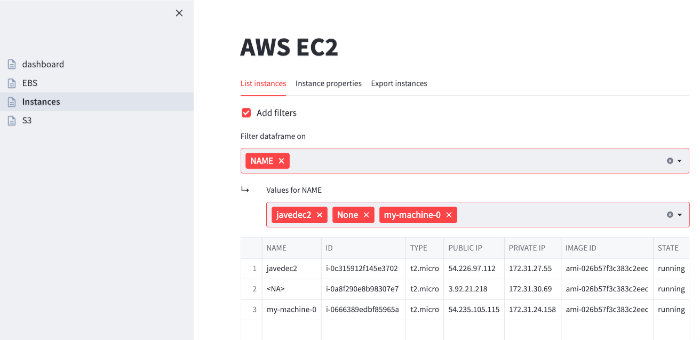 AWS EC2
dashboard
EBS
Instances
S3
List instances Instance properties Export instances
Add filters
Filter dataframe on
NAME
Values for NAME
javedec2 None my-machine-0
NAME ID TYPE PUBLIC IP PRIVATE IP IMAGE ID STATE
1 javedec2 i-0c315912f145e3702 t2.micro 54.226.97.112 172.31.27.55 ami-026b57f3c383c2eec running
2 <NA> i-0a8f290e8b98307e7 t2.micro 3.92.21.218 172.31.30.69 ami-026b57f3c383c2eec running
3 my-machine-0 i-0666389edbf85965a t2.micro 54.235.105.115 172.31.24.158 ami-026b57f3c383c2eec running